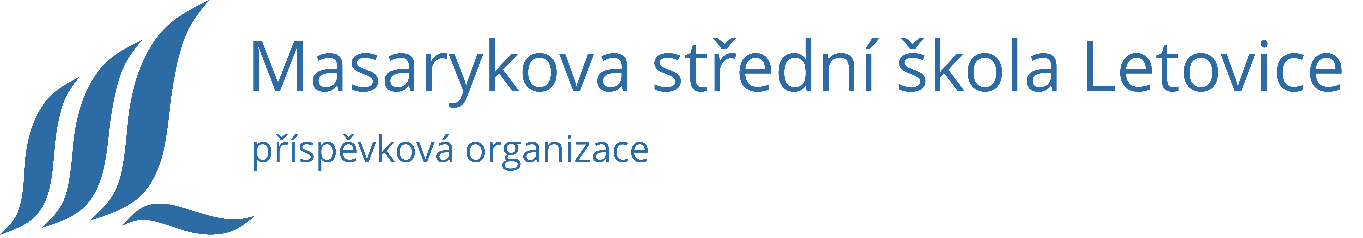 Masarykova střední škola Letovice
příspěvková organizace